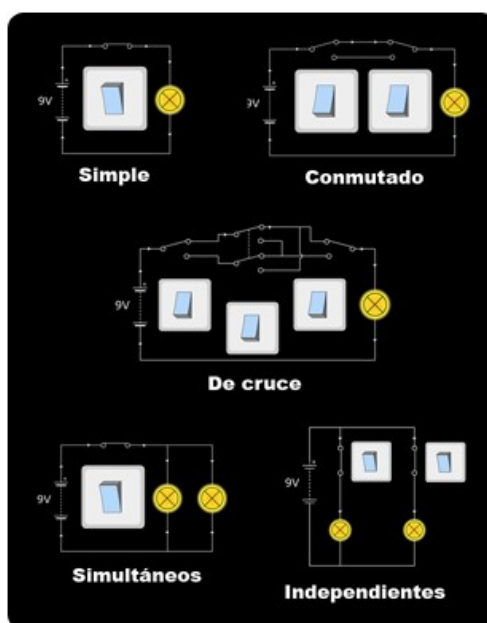 9V
Simple
9V
Conmutado
9V
De cruce
9V
Simultáneos
9V
Independientes